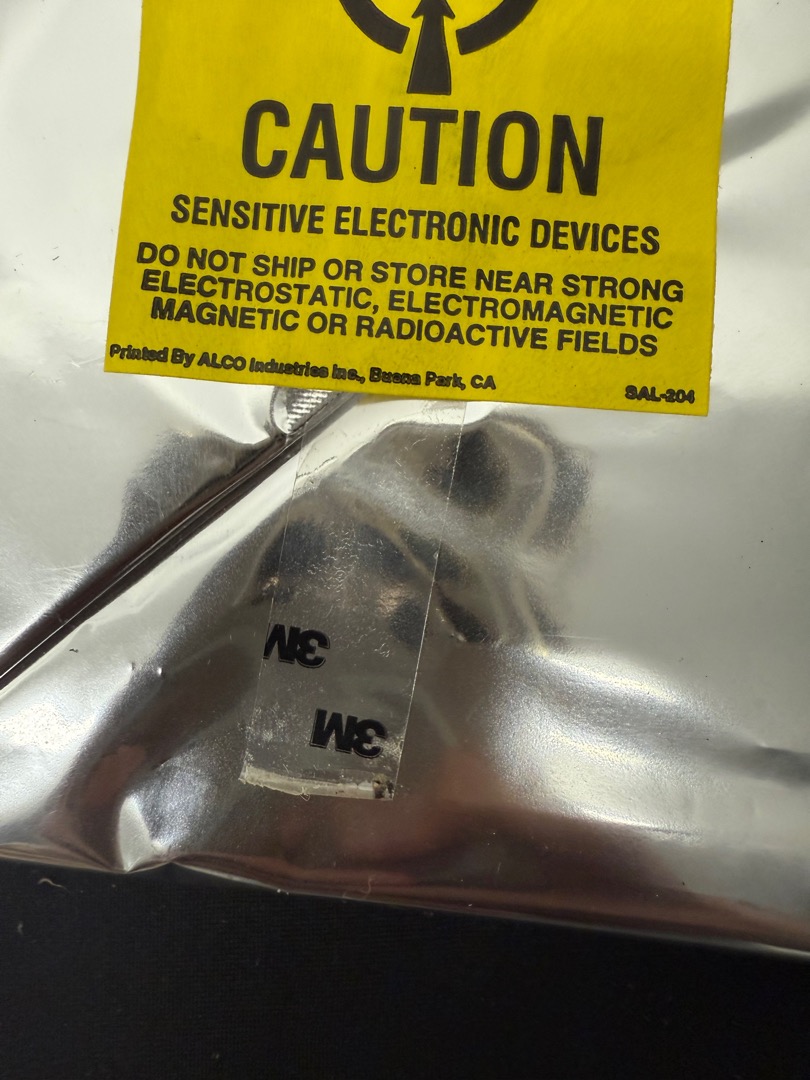 CAUTION
SENSITIVE ELECTRONIC DEVICES
DO NOT SHIP OR STORE NEAR STRONG
ELECTROSTATIC, ELECTROMAGNETIC
MAGNETIC OR RADIOACTIVE FIELDS
Printed By ALCO Industries Inc., Buena Park, CA
SAL-204
3M
3M